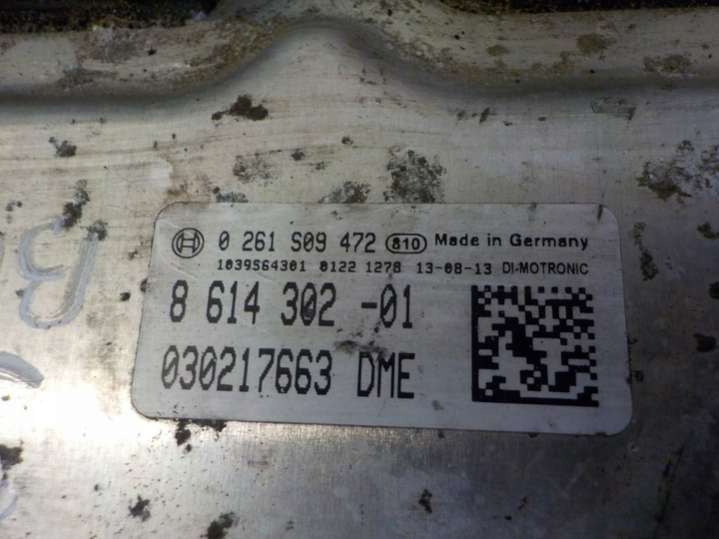 0 261 S09 472 810 Made in Germany
1039S64301 0122 1278 13-08-13 DI-MOTRONIC
8 614 302 -01
030217663 DME